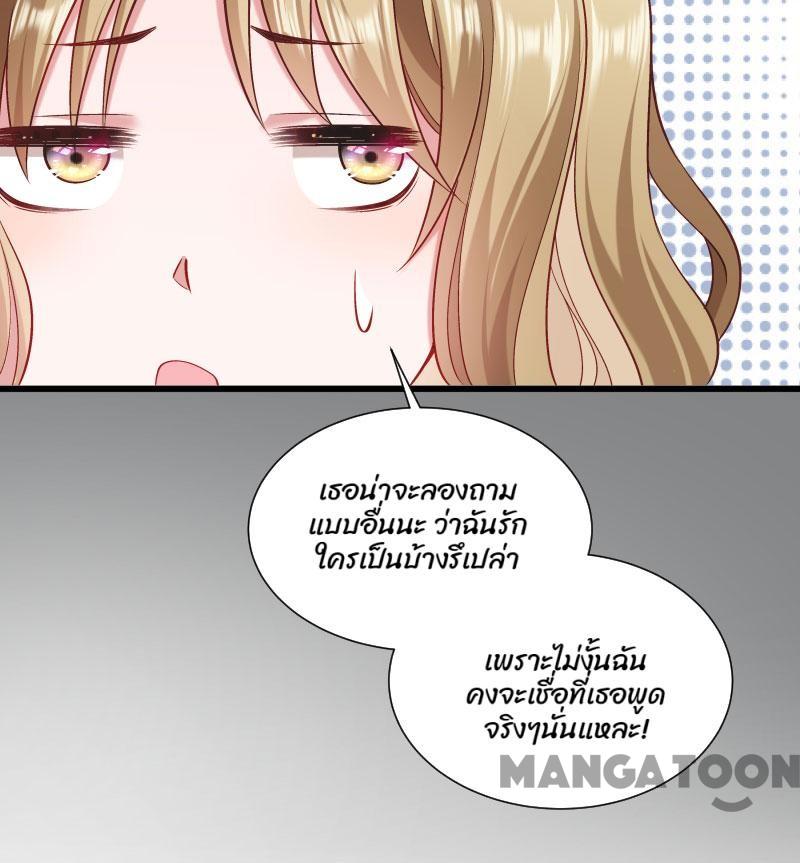 เธอน่าจะลองถาม
แบบอื่นนะ ว่าฉันรัก
ใครเป็นบ้างรึเปล่า
เพราะไม่งั้นฉัน
คงจะเชื่อที่เธอพูด
จริงๆนั่นแหละ!
MANGATOON